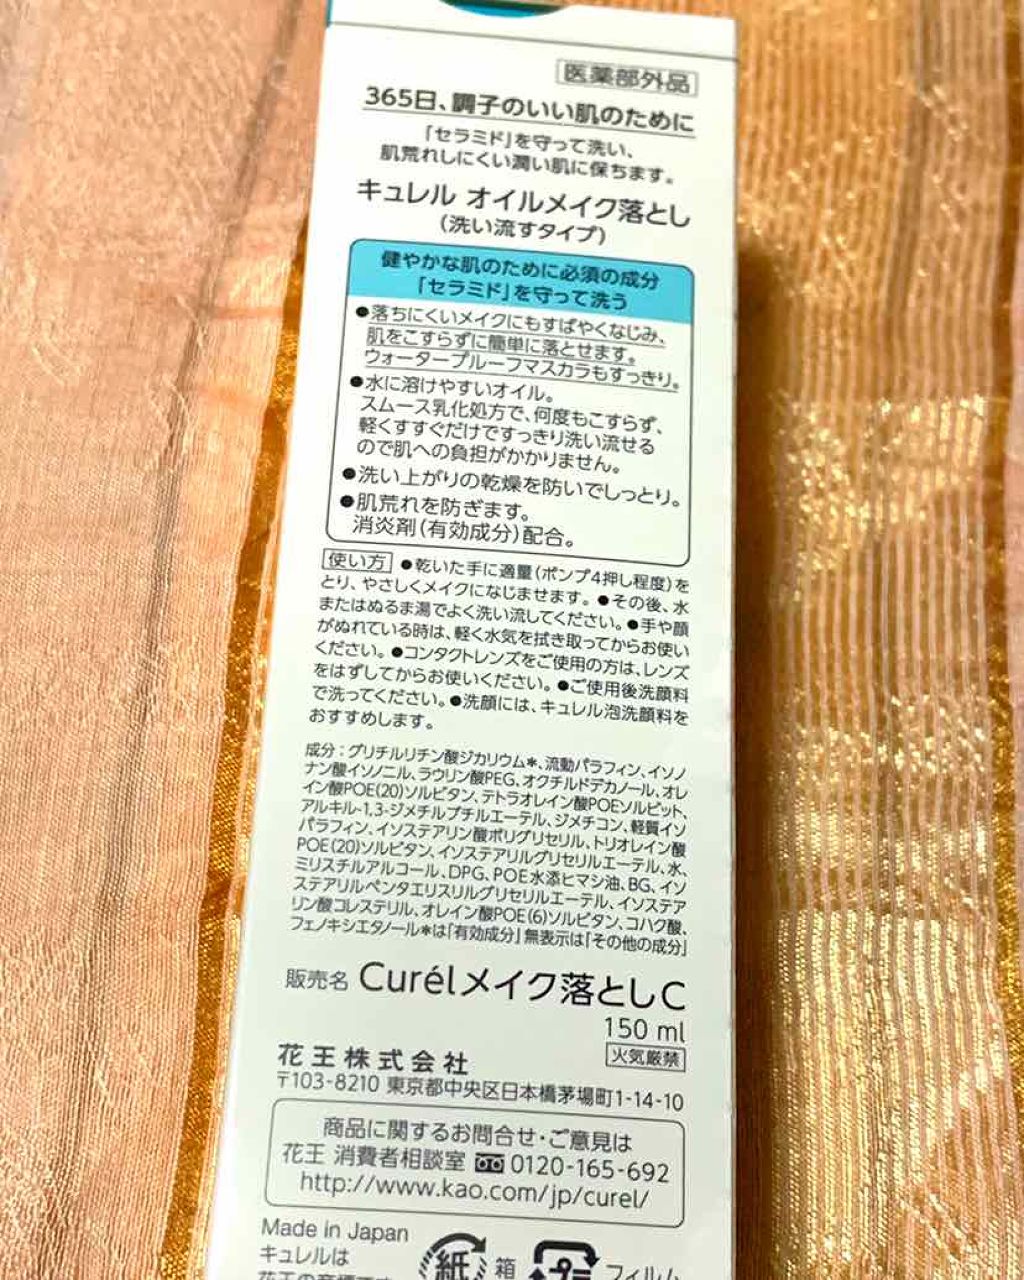 医薬部外品
365日、調子のいい肌のために
「セラミド」を守って洗い、
肌荒れしにくい潤い肌に保ちます。
キュレル オイルメイク落とし
(洗い流すタイプ)
健やかな肌のために必須の成分
「セラミド」を守って洗う
●落ちにくいメイクにもすばやくなじみ、
肌をこすらずに簡単に落とせます。
ウォータープルーフマスカラもすっきり。
●水に溶けやすいオイル。
スムース乳化処方で、何度もこすらず、
軽くすすぐだけですっきり洗い流せる
ので肌への負担がかかりません。
●洗い上がりの乾燥を防いでしっとり。
●肌荒れを防ぎます。
消炎剤(有効成分)配合。
使い方 ●乾いた手に適量(ポンプ4押し程度)を
とり、やさしくメイクになじませます。●その後、水
またはぬるま湯でよく洗い流してください。●手や顔
がぬれている時は、軽く水気を拭き取ってからお使い
ください。●コンタクトレンズをご使用の方は、レンズ
をはずしてからお使いください。●ご使用後洗顔料
で洗ってください。●洗顔には、キュレル泡洗顔料を
おすすめします。
成分:グリチルリチン酸ジカリウム*、流動パラフィン、イソノ
ナン酸イソノニル、ラウリン酸PEG、オクチルドデカノール、オレ
イン酸POE(20)ソルビタン、テトラオレイン酸POEソルビット、
アルキル-1,3-ジメチルブチルエーテル、ジメチコン、軽質イソ
パラフィン、イソステアリン酸ポリグリセリル、トリオレイン酸
POE(20)ソルビタン、イソステアリルグリセリルエーテル、水、
ミリスチルアルコール、DPG、POE水添ヒマシ油、BG、イソ
ステアリルペンタエリスリルグリセリルエーテル、イソステア
リン酸コレステリル、オレイン酸POE(6)ソルビタン、コハク酸、
フェノキシエタノール*は「有効成分」無表示は「その他の成分」
販売名 Curélメイク落としC
150 ml
火気厳禁
花王株式会社
〒103-8210 東京都中央区日本橋茅場町1-14-10
商品に関するお問合せ・ご意見は
花王 消費者相談室 0120-165-692
http://www.kao.com/jp/curel/
Made in Japan
キュレルは
花王の商標です
紙 箱
プラ フィルム